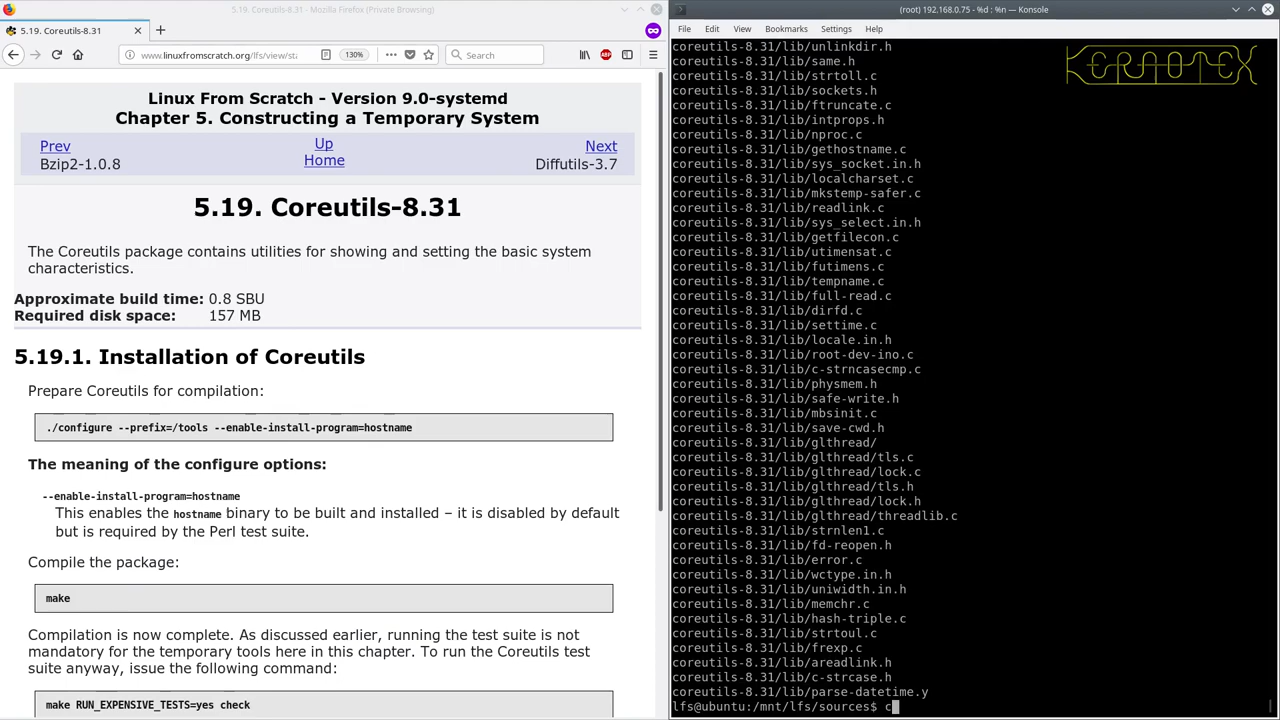 5.19. Coreutils-8.31 - Mozilla Firefox (Private Browsing)
5.19. Coreutils-8.31
www.linuxfromscratch.org/lfs/view/sta
130%
Search
ABP
Linux From Scratch - Version 9.0-systemd
Chapter 5. Constructing a Temporary System
Prev
Up
Next
Bzip2-1.0.8
Home
Diffutils-3.7
5.19. Coreutils-8.31
The Coreutils package contains utilities for showing and setting the basic system
characteristics.
Approximate build time: 0.8 SBU
Required disk space: 157 MB
5.19.1. Installation of Coreutils
Prepare Coreutils for compilation:
./configure --prefix=/tools --enable-install-program=hostname
The meaning of the configure options:
--enable-install-program=hostname
This enables the hostname binary to be built and installed – it is disabled by default
but is required by the Perl test suite.
Compile the package:
make
Compilation is now complete. As discussed earlier, running the test suite is not
mandatory for the temporary tools here in this chapter. To run the Coreutils test
suite anyway, issue the following command:
make RUN_EXPENSIVE_TESTS=yes check
(root) 192.168.0.75 - %d : %n — Konsole
File Edit View Bookmarks Settings Help
KERNOTEX
coreutils-8.31/lib/unlinkdir.h
coreutils-8.31/lib/same.h
coreutils-8.31/lib/strtoll.c
coreutils-8.31/lib/sockets.h
coreutils-8.31/lib/ftruncate.c
coreutils-8.31/lib/intprops.h
coreutils-8.31/lib/nproc.c
coreutils-8.31/lib/gethostname.c
coreutils-8.31/lib/sys_socket.in.h
coreutils-8.31/lib/localcharset.c
coreutils-8.31/lib/mkstemp-safer.c
coreutils-8.31/lib/readlink.c
coreutils-8.31/lib/sys_select.in.h
coreutils-8.31/lib/getfilecon.c
coreutils-8.31/lib/utimensat.c
coreutils-8.31/lib/futimens.c
coreutils-8.31/lib/tempname.c
coreutils-8.31/lib/full-read.c
coreutils-8.31/lib/dirfd.c
coreutils-8.31/lib/settime.c
coreutils-8.31/lib/locale.in.h
coreutils-8.31/lib/root-dev-ino.c
coreutils-8.31/lib/c-strncasecmp.c
coreutils-8.31/lib/physmem.h
coreutils-8.31/lib/safe-write.h
coreutils-8.31/lib/mbsinit.c
coreutils-8.31/lib/save-cwd.h
coreutils-8.31/lib/glthread/
coreutils-8.31/lib/glthread/tls.c
coreutils-8.31/lib/glthread/lock.c
coreutils-8.31/lib/glthread/tls.h
coreutils-8.31/lib/glthread/lock.h
coreutils-8.31/lib/glthread/threadlib.c
coreutils-8.31/lib/strnlen1.c
coreutils-8.31/lib/fd-reopen.h
coreutils-8.31/lib/error.c
coreutils-8.31/lib/wctype.in.h
coreutils-8.31/lib/uniwidth.in.h
coreutils-8.31/lib/memchr.c
coreutils-8.31/lib/hash-triple.c
coreutils-8.31/lib/strtoul.c
coreutils-8.31/lib/frexp.c
coreutils-8.31/lib/areadlink.h
coreutils-8.31/lib/c-strcase.h
coreutils-8.31/lib/parse-datetime.y
lfs@ubuntu:/mnt/lfs/sources$ c